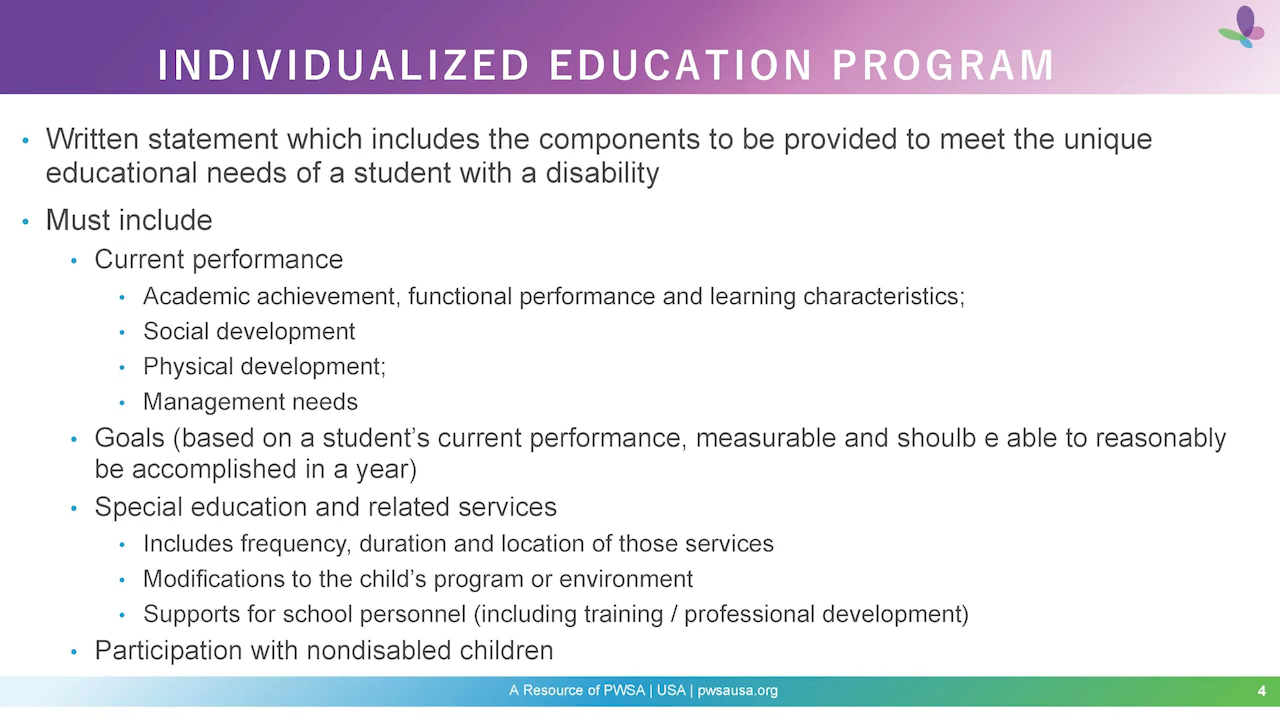 INDIVIDUALIZED EDUCATION PROGRAM
• Written statement which includes the components to be provided to meet the unique
educational needs of a student with a disability
• Must include
• Current performance
• Academic achievement, functional performance and learning characteristics;
• Social development
• Physical development;
• Management needs
• Goals (based on a student’s current performance, measurable and shoulb e able to reasonably
be accomplished in a year)
• Special education and related services
• Includes frequency, duration and location of those services
• Modifications to the child’s program or environment
• Supports for school personnel (including training / professional development)
• Participation with nondisabled children
A Resource of PWSA | USA | pwsausa.org
4